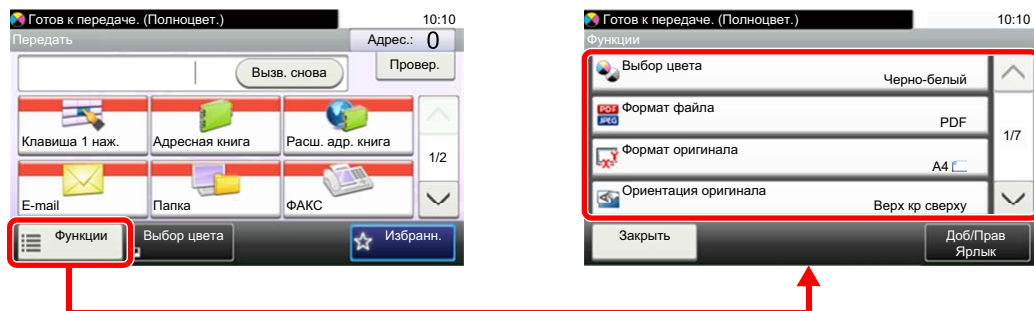 Готов к передаче. (Полноцвет.)
10:10
Передать
Адрес.: 0
Вызв. снова
Провер.
Клавиша 1 наж.
Адресная книга
Расш. адр. книга
1/2
E-mail
Папка
ФАКС
Функции
Выбор цвета
Избранн.
Готов к передаче. (Полноцвет.)
10:10
Функции
Выбор цвета
Черно-белый
PDF
JPEG
Формат файла
PDF
1/7
Формат оригинала
A4
Ориентация оригинала
Верх кр сверху
Закрыть
Доб/Прав
Ярлык